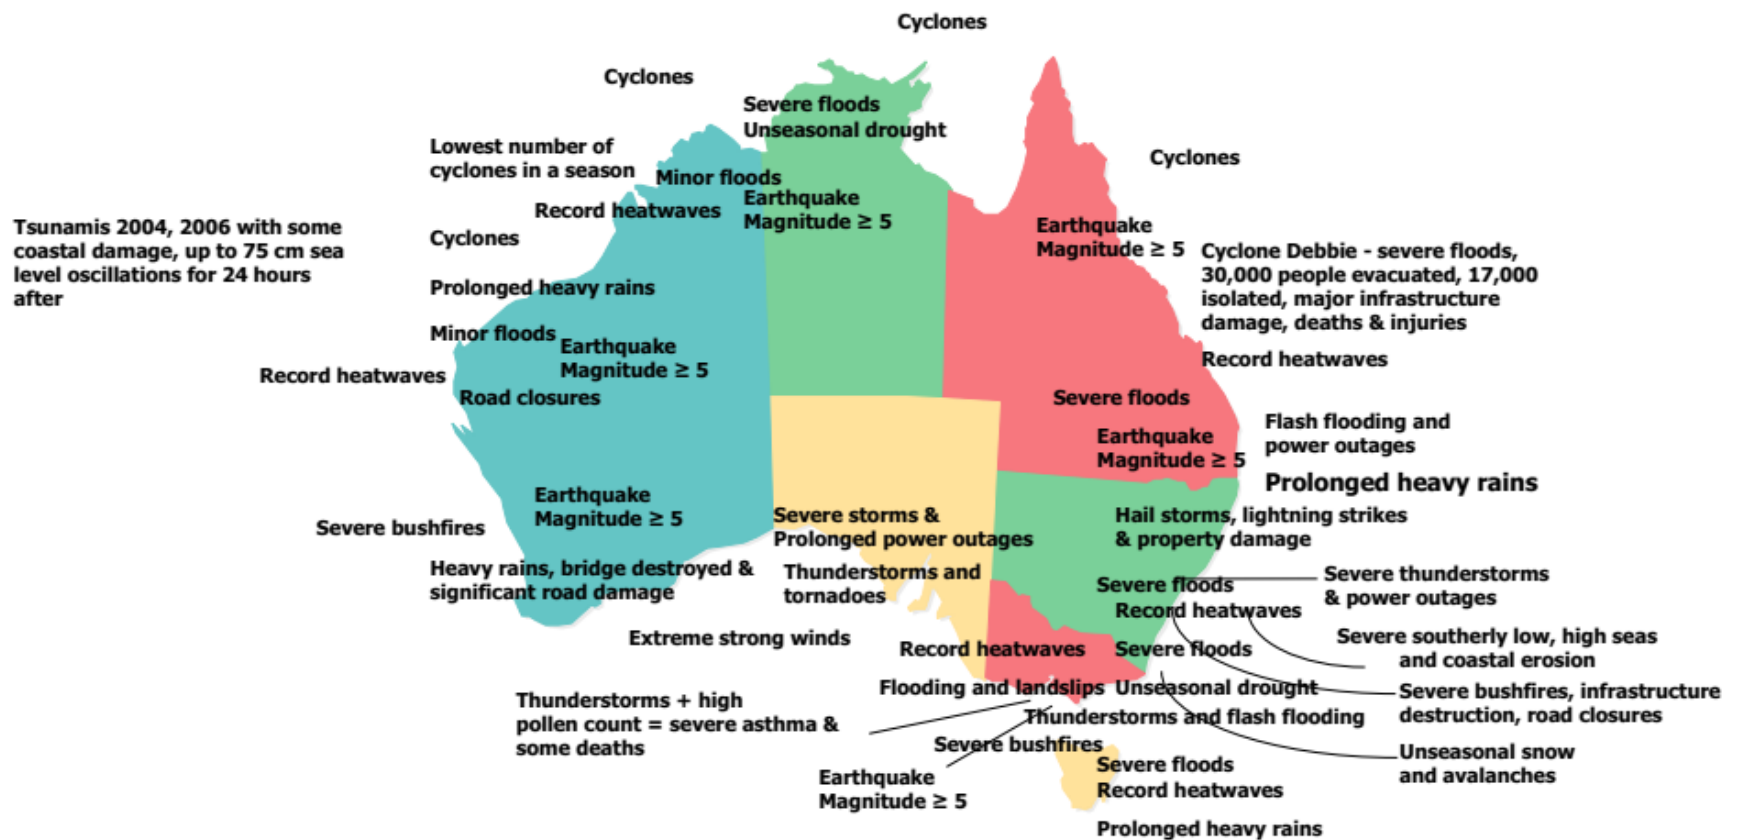 Cyclones
Cyclones
Severe floods
Unseasonal drought
Lowest number of
cyclones in a season
Minor floods
Cyclones
Earthquake
Magnitude ≥ 5
Record heatwaves
Tsunamis 2004, 2006 with some
coastal damage, up to 75 cm sea
level oscillations for 24 hours
after
Cyclones
Earthquake
Magnitude ≥ 5
Cyclone Debbie - severe floods,
30,000 people evacuated, 17,000
isolated, major infrastructure
damage, deaths & injuries
Prolonged heavy rains
Minor floods
Earthquake
Magnitude ≥ 5
Record heatwaves
Record heatwaves
Road closures
Severe floods
Flash flooding and
power outages
Earthquake
Magnitude ≥ 5
Prolonged heavy rains
Earthquake
Magnitude ≥ 5
Severe bushfires
Severe storms &
Prolonged power outages
Hail storms, lightning strikes
& property damage
Heavy rains, bridge destroyed &
significant road damage
Thunderstorms and
tornadoes
Severe floods
Record heatwaves
Severe thunderstorms
& power outages
Extreme strong winds
Record heatwaves
Severe floods
Severe southerly low, high seas
and coastal erosion
Flooding and landslips
Unseasonal drought
Severe bushfires, infrastructure
destruction, road closures
Thunderstorms + high
pollen count = severe asthma &
some deaths
Thunderstorms and flash flooding
Severe bushfires
Unseasonal snow
and avalanches
Earthquake
Magnitude ≥ 5
Severe floods
Record heatwaves
Prolonged heavy rains